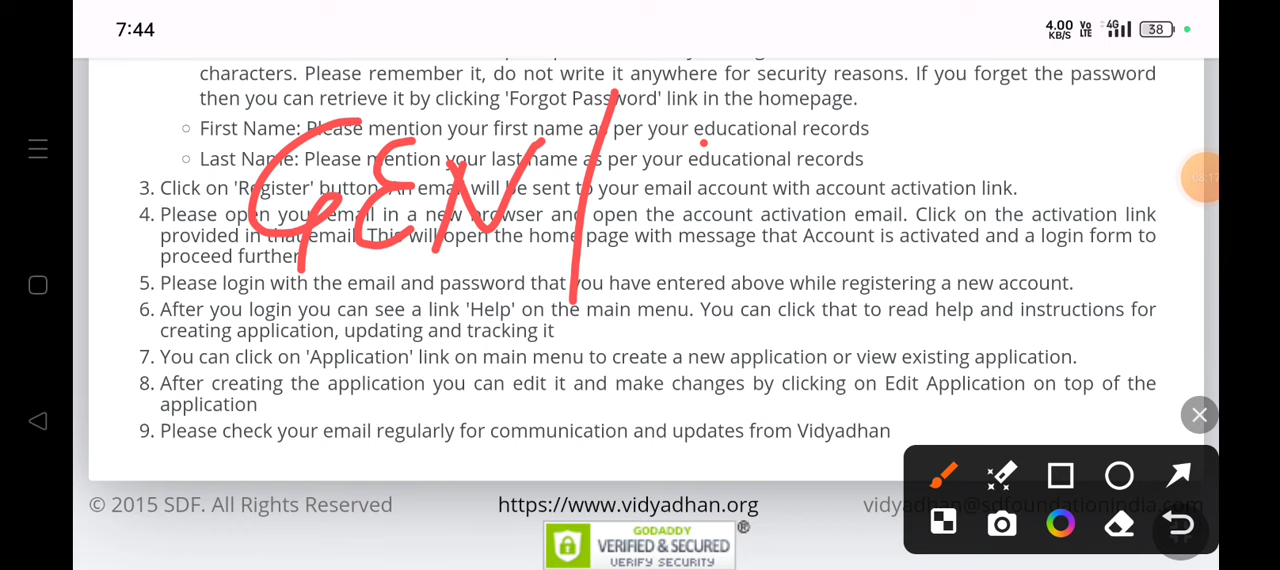 7:44
4.00 KB/S Vo LTE 4G 38
characters. Please remember it, do not write it anywhere for security reasons. If you forget the password
then you can retrieve it by clicking 'Forgot Password' link in the homepage.
First Name: Please mention your first name as per your educational records
Last Name: Please mention your last name as per your educational records
3. Click on 'Register' button. An email will be sent to your email account with account activation link.
4. Please open your email in a new browser and open the account activation email. Click on the activation link
provided in that email. This will open the home page with message that Account is activated and a login form to
proceed further
5. Please login with the email and password that you have entered above while registering a new account.
6. After you login you can see a link 'Help' on the main menu. You can click that to read help and instructions for
creating application, updating and tracking it
7. You can click on 'Application' link on main menu to create a new application or view existing application.
8. After creating the application you can edit it and make changes by clicking on Edit Application on top of the
application
9. Please check your email regularly for communication and updates from Vidyadhan
GEN/
08:17
© 2015 SDF. All Rights Reserved
https://www.vidyadhan.org
vidyadhan@sdfoundationindia.com
GODADDY
VERIFIED & SECURED
VERIFY SECURITY